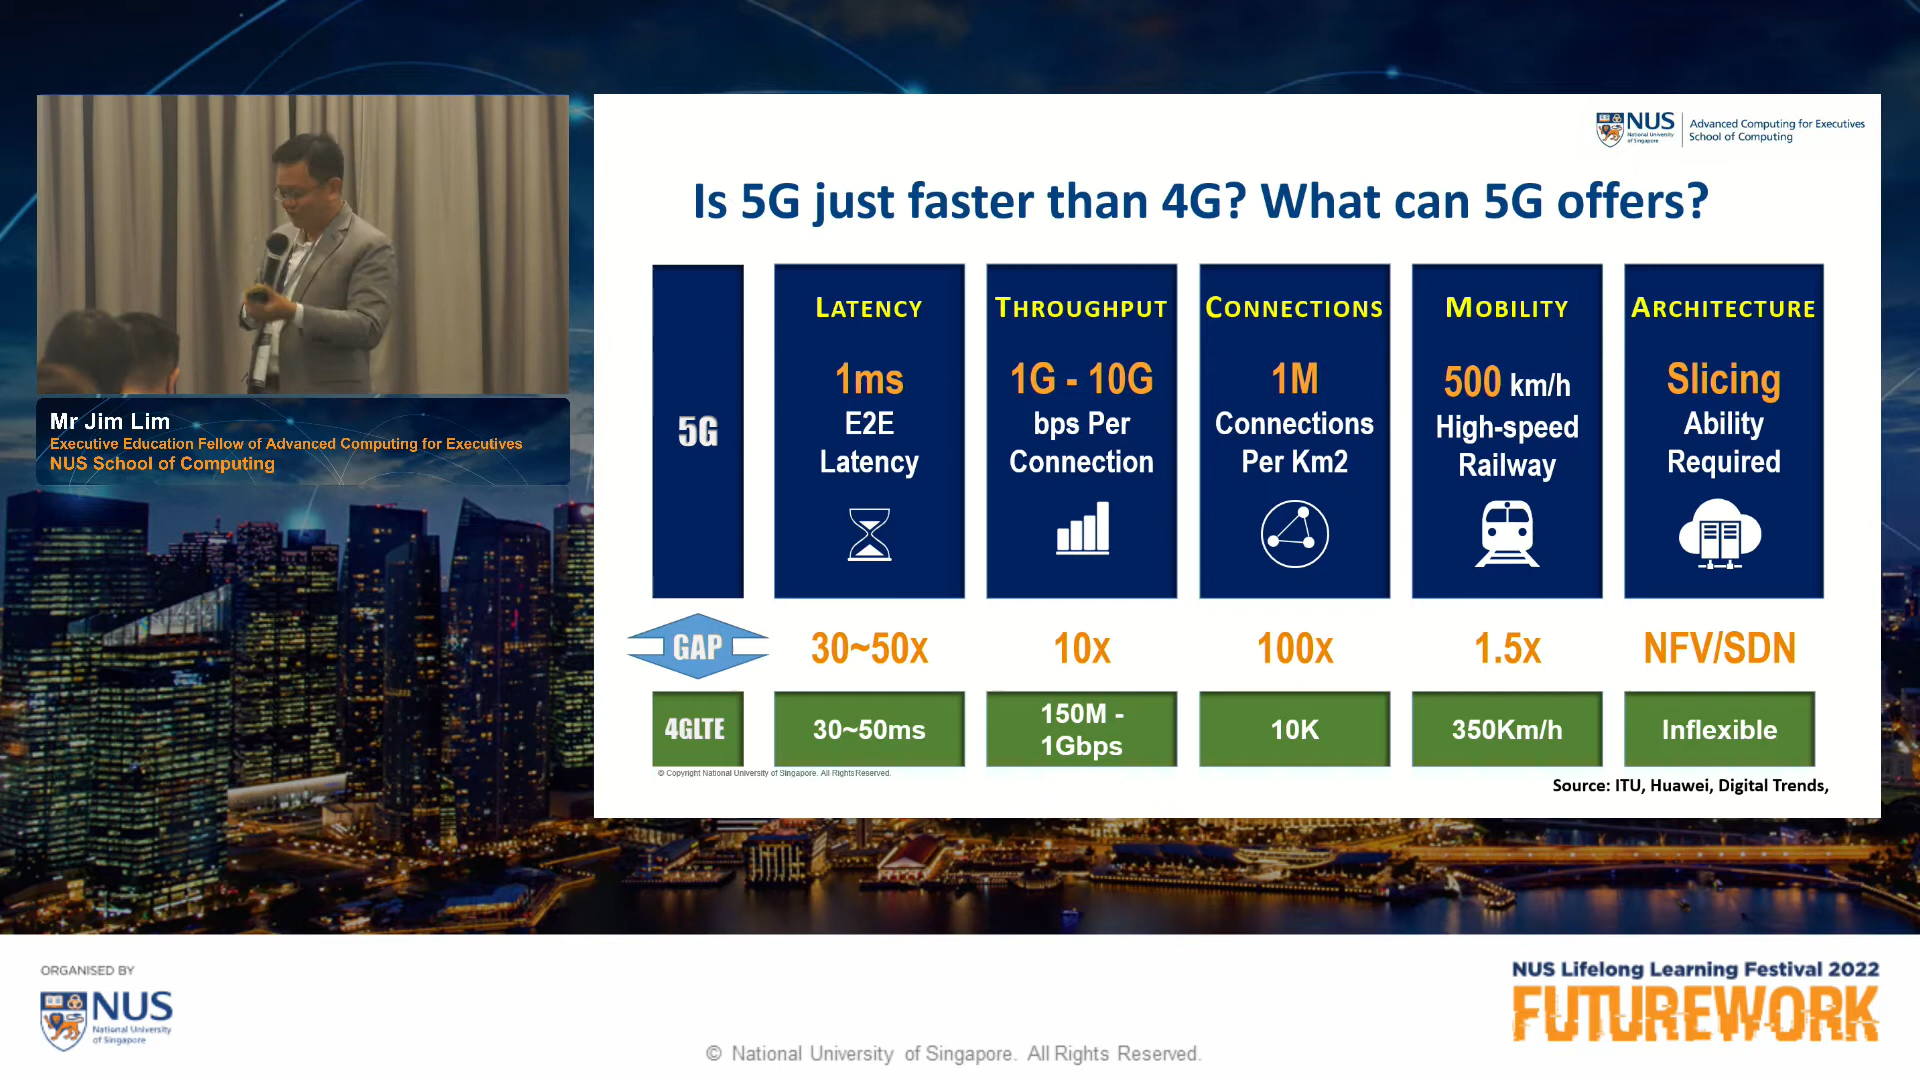 NUS
National University
of Singapore
Advanced Computing for Executives
School of Computing
Is 5G just faster than 4G? What can 5G offers?
Mr Jim Lim
Executive Education Fellow of Advanced Computing for Executives
NUS School of Computing
5G
LATENCY
1ms
E2E
Latency
THROUGHPUT
1G - 10G
bps Per
Connection
CONNECTIONS
1M
Connections
Per Km2
MOBILITY
500 km/h
High-speed
Railway
ARCHITECTURE
Slicing
Ability
Required
GAP
30~50x
10x
100x
1.5x
NFV/SDN
4GLTE
30~50ms
150M -
1Gbps
10K
350Km/h
Inflexible
© Copyright National University of Singapore. All Rights Reserved.
Source: ITU, Huawei, Digital Trends,
ORGANISED BY
NUS
National University
of Singapore
NUS Lifelong Learning Festival 2022
FUTUREWORK
© National University of Singapore. All Rights Reserved.